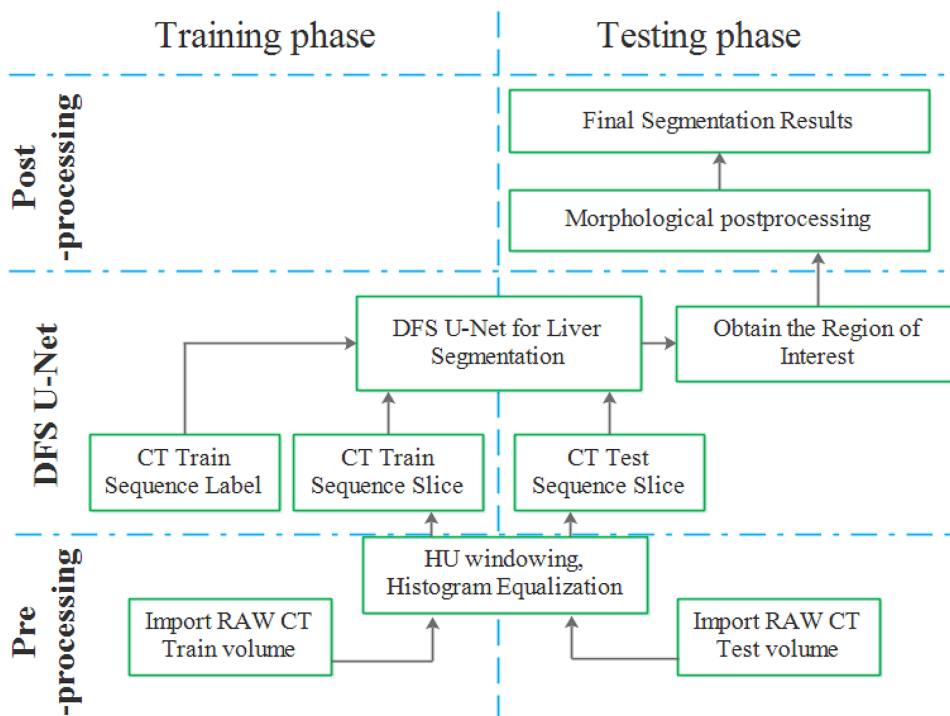 Training phase
Testing phase
Post
-processing
Final Segmentation Results
Morphological postprocessing
DFS U-Net
DFS U-Net for Liver
Segmentation
Obtain the Region of
Interest
CT Train
Sequence Label
CT Train
Sequence Slice
CT Test
Sequence Slice
Pre
-processing
HU windowing,
Histogram Equalization
Import RAW CT
Train volume
Import RAW CT
Test volume